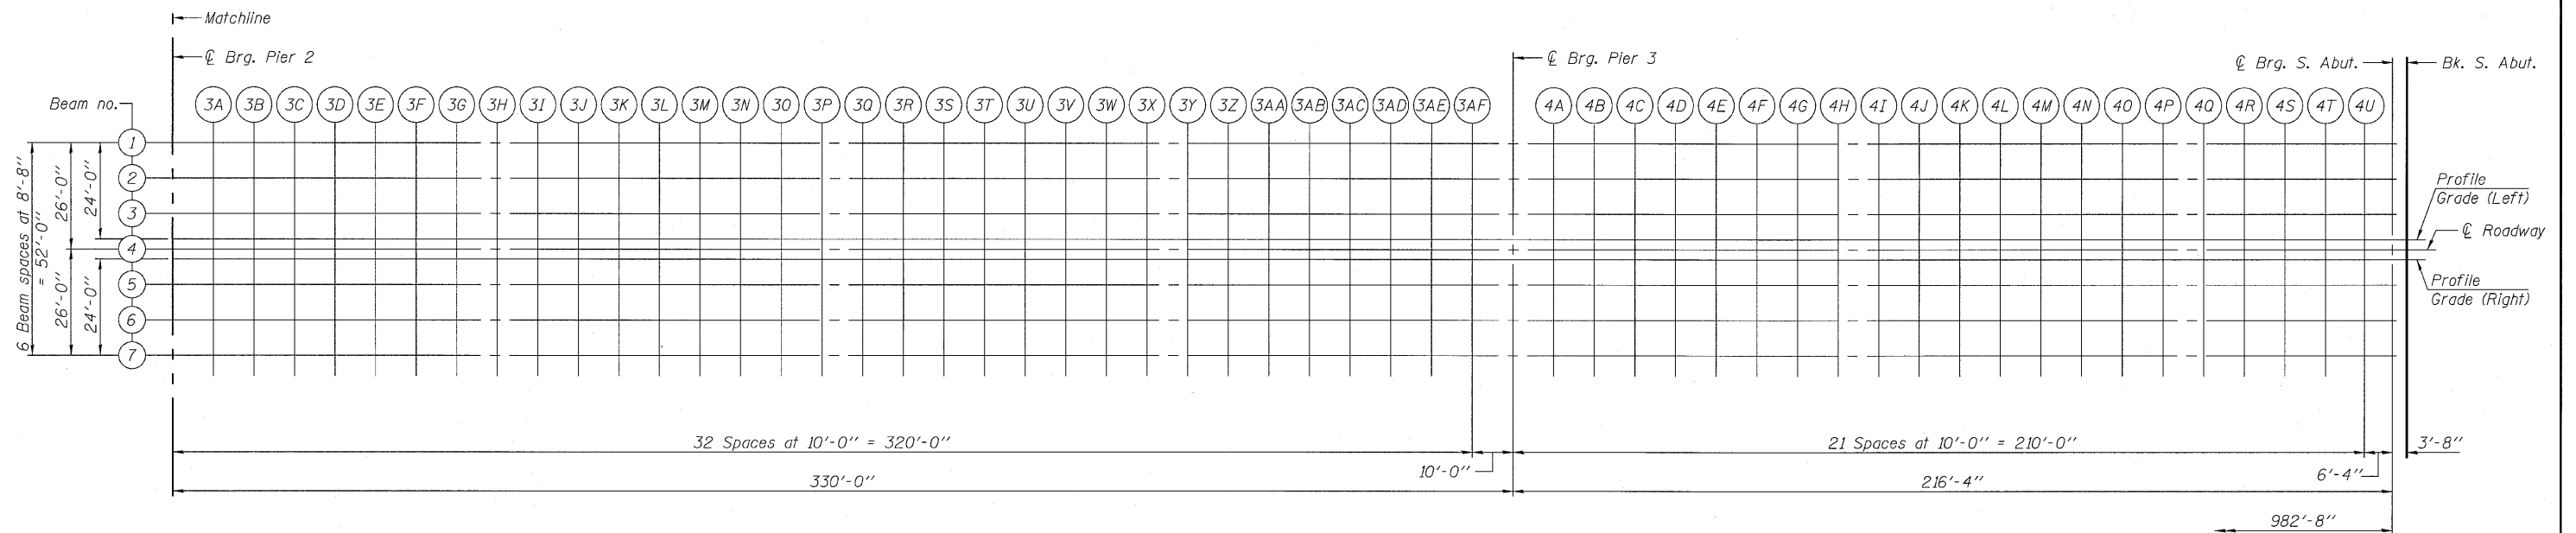 Matchline
℄ Brg. Pier 2
℄ Brg. Pier 3
℄ Brg. S. Abut.
Bk. S. Abut.
Beam no.
3A 3B 3C 3D 3E 3F 3G 3H 3I 3J 3K 3L 3M 3N 3O 3P 3Q 3R 3S 3T 3U 3V 3W 3X 3Y 3Z 3AA 3AB 3AC 3AD 3AE 3AF
4A 4B 4C 4D 4E 4F 4G 4H 4I 4J 4K 4L 4M 4N 4O 4P 4Q 4R 4S 4T 4U
1
2
3
4
5
6
7
6 Beam spaces at 8'-8"
= 52'-0"
26'-0"
24'-0"
26'-0"
24'-0"
Profile
Grade (Left)
℄ Roadway
Profile
Grade (Right)
32 Spaces at 10'-0" = 320'-0"
10'-0"
21 Spaces at 10'-0" = 210'-0"
6'-4"
3'-8"
330'-0"
216'-4"
982'-8"